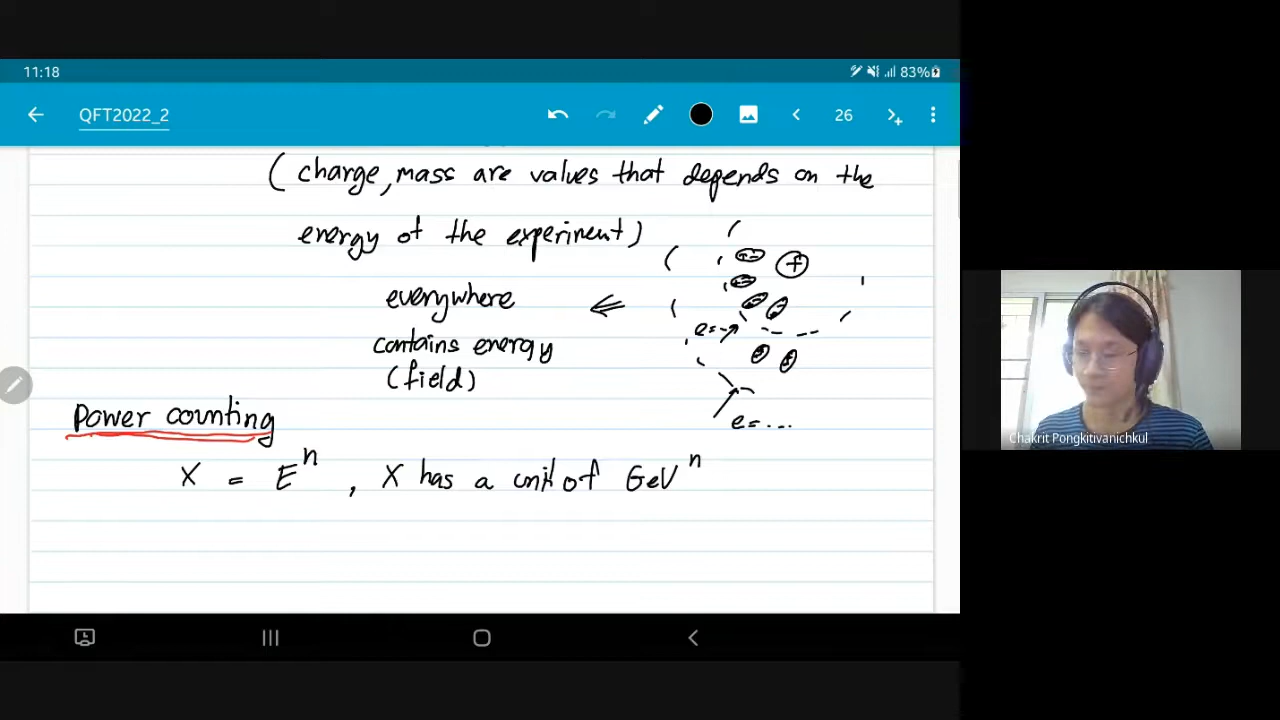 11:18
83%
QFT2022_2
26
( charge, mass are values that depends on the
energy of the experiment )
everywhere
contains energy
(field)
e=--
e=...
Power counting
X = E^n , X has a unit of GeV^n
Chakrit Pongkitivanichkul